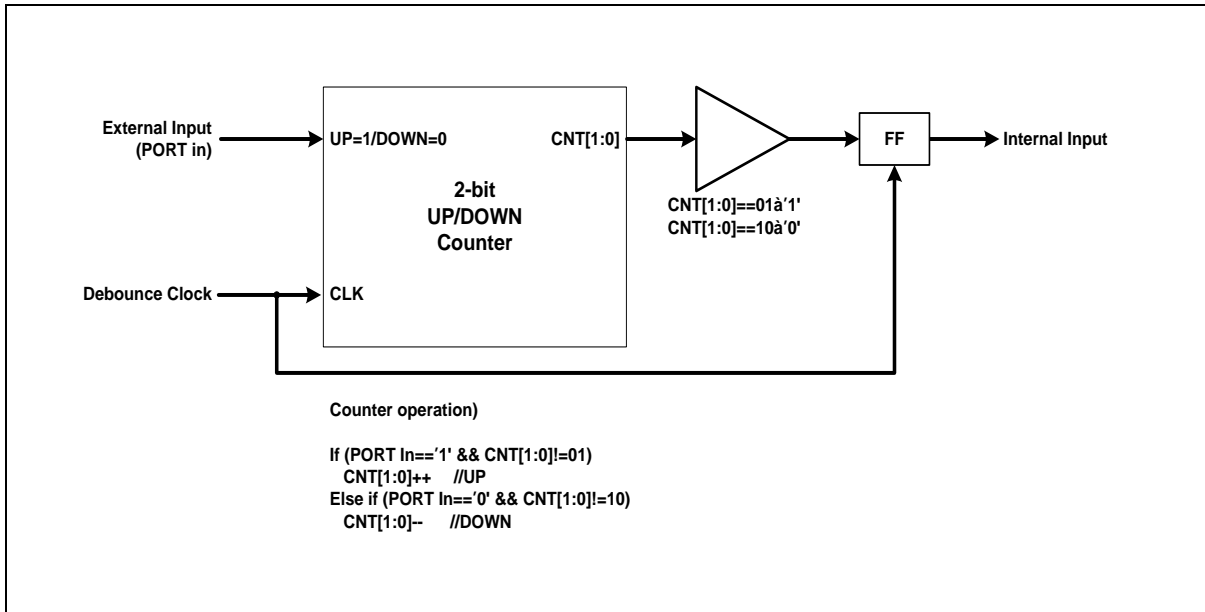 External Input
(PORT in)
UP=1/DOWN=0
CNT[1:0]
2-bit
UP/DOWN
Counter
FF
Internal Input
CNT[1:0]==01à’1'
CNT[1:0]==10à’0'
Debounce Clock
CLK
Counter operation)
If (PORT In==’1' && CNT[1:0]!=01)
CNT[1:0]++ //UP
Else if (PORT In==’0' && CNT[1:0]!=10)
CNT[1:0]-- //DOWN